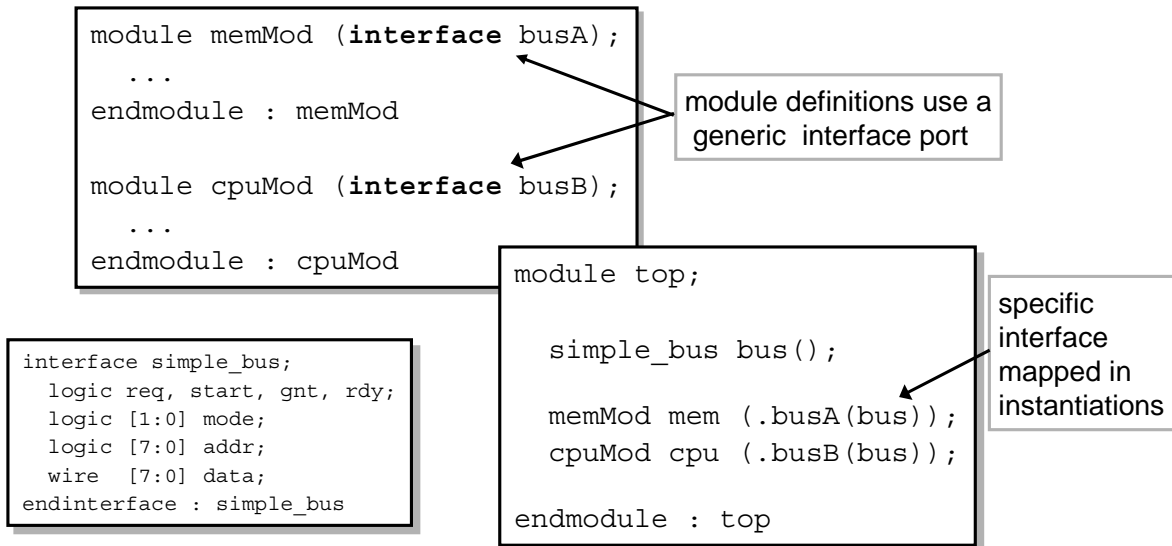 module memMod (interface busA);
...
endmodule : memMod
module cpuMod (interface busB);
...
endmodule : cpuMod
module definitions use a
generic interface port
interface simple_bus;
logic req, start, gnt, rdy;
logic [1:0] mode;
logic [7:0] addr;
wire [7:0] data;
endinterface : simple_bus
module top;
simple_bus bus();
memMod mem (.busA(bus));
cpuMod cpu (.busB(bus));
endmodule : top
specific
interface
mapped in
instantiations